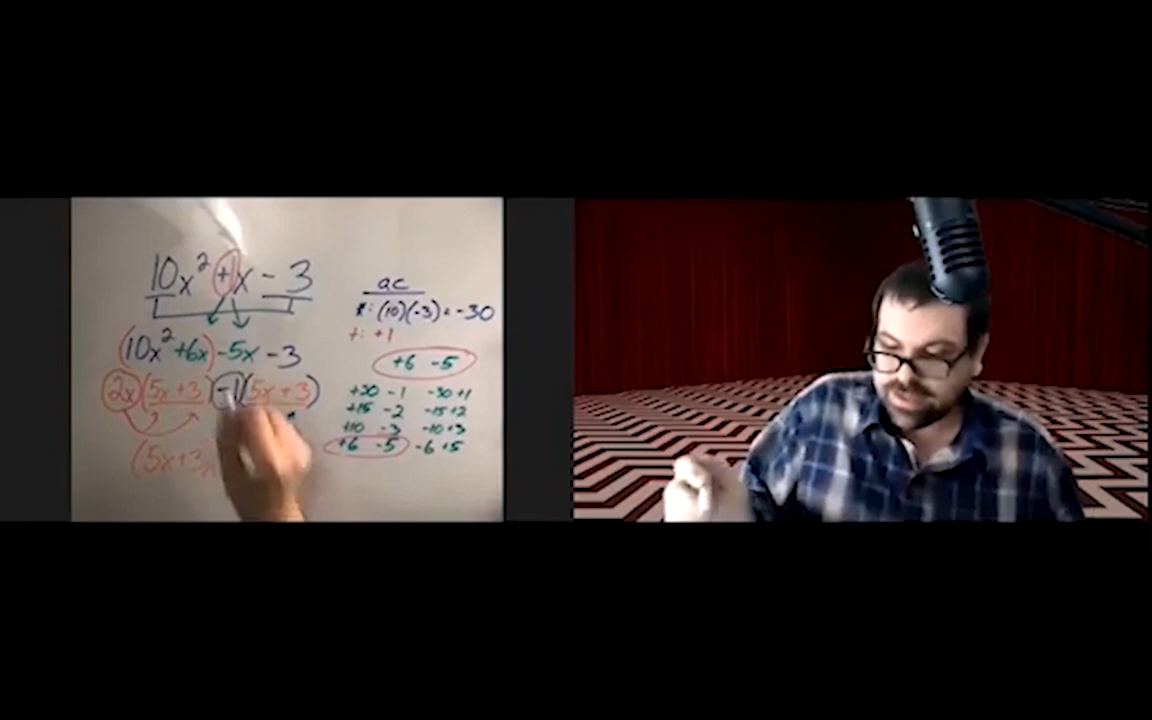 10x² + x - 3
(10x² +6x) -5x -3
2x(5x+3) -1(5x+3)
(5x+3)
ac
*: (10)(-3) = -30
+: +1
+6 -5
+30 -1 -30 +1
+15 -2 -15 +2
+10 -3 -10 +3
+6 -5 -6 +5